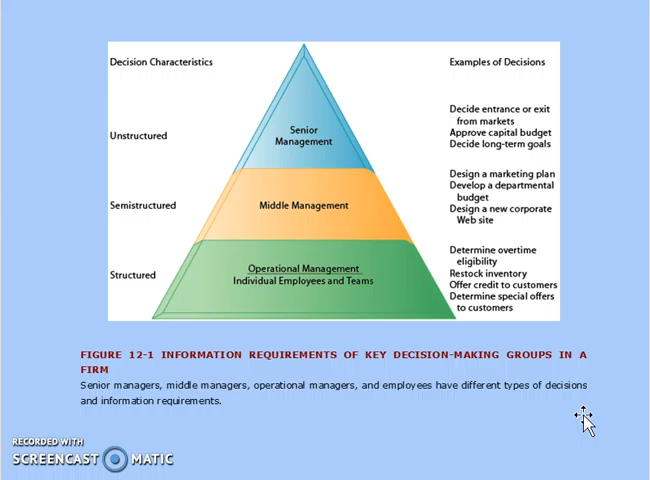 Decision Characteristics
Examples of Decisions
Unstructured
Senior
Management
Decide entrance or exit
from markets
Approve capital budget
Decide long-term goals
Semistructured
Middle Management
Design a marketing plan
Develop a departmental
budget
Design a new corporate
Web site
Structured
Operational Management
Individual Employees and Teams
Determine overtime
eligibility
Restock inventory
Offer credit to customers
Determine special offers
to customers
FIGURE 12-1 INFORMATION REQUIREMENTS OF KEY DECISION-MAKING GROUPS IN A
FIRM
Senior managers, middle managers, operational managers, and employees have different types of decisions
and information requirements.
RECORDED WITH
SCREENCAST MATIC